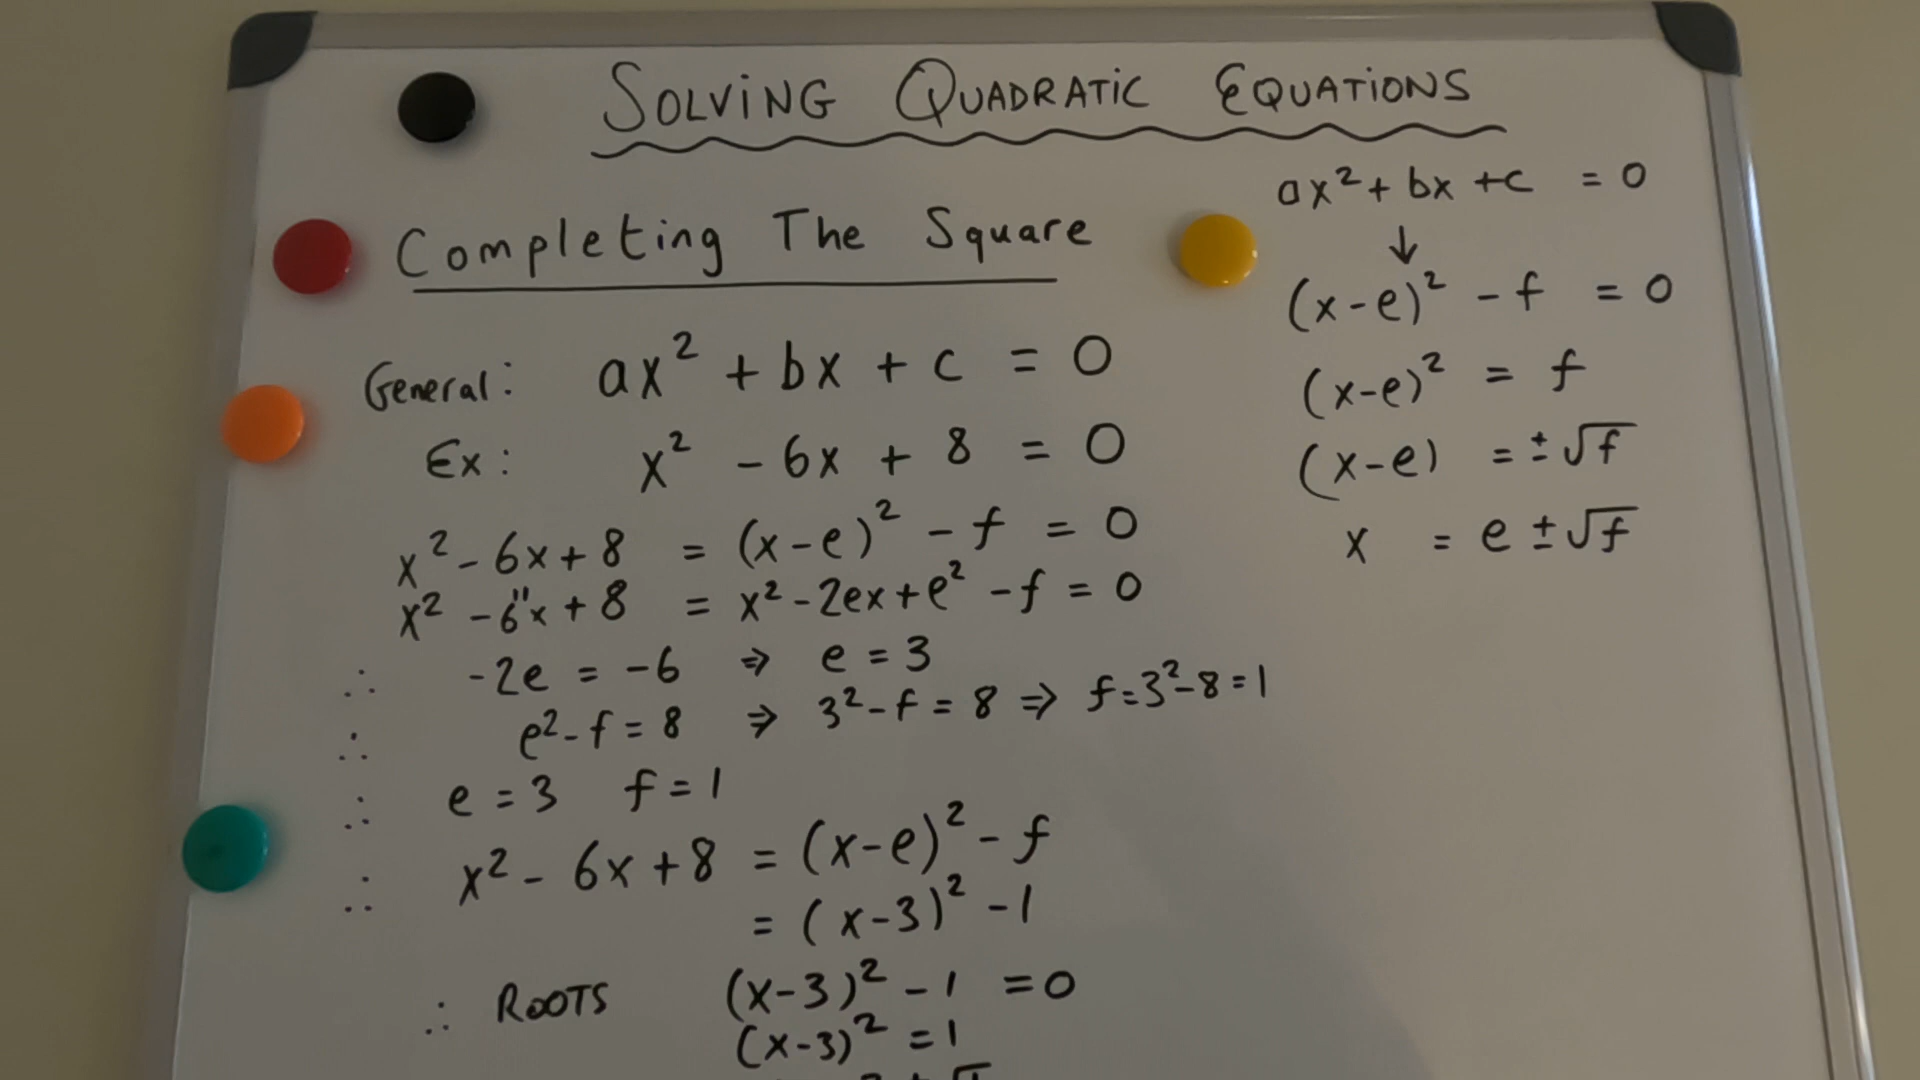 SOLVING QUADRATIC EQUATIONS
Completing The Square
General: ax² + bx + c = 0
Ex: x² - 6x + 8 = 0
x² - 6x + 8 = (x-e)² - f = 0
x² - 6"x + 8 = x² - 2ex + e² - f = 0
∴ -2e = -6 ⇒ e = 3
∴ e² - f = 8 ⇒ 3² - f = 8 ⇒ f = 3² - 8 = 1
∴ e = 3 f = 1
∴ x² - 6x + 8 = (x-e)² - f
= (x-3)² - 1
∴ ROOTS (x-3)² - 1 = 0
(x-3)² = 1
ax² + bx + c = 0
↓
(x-e)² - f = 0
(x-e)² = f
(x-e) = ±√f
x = e ±√f